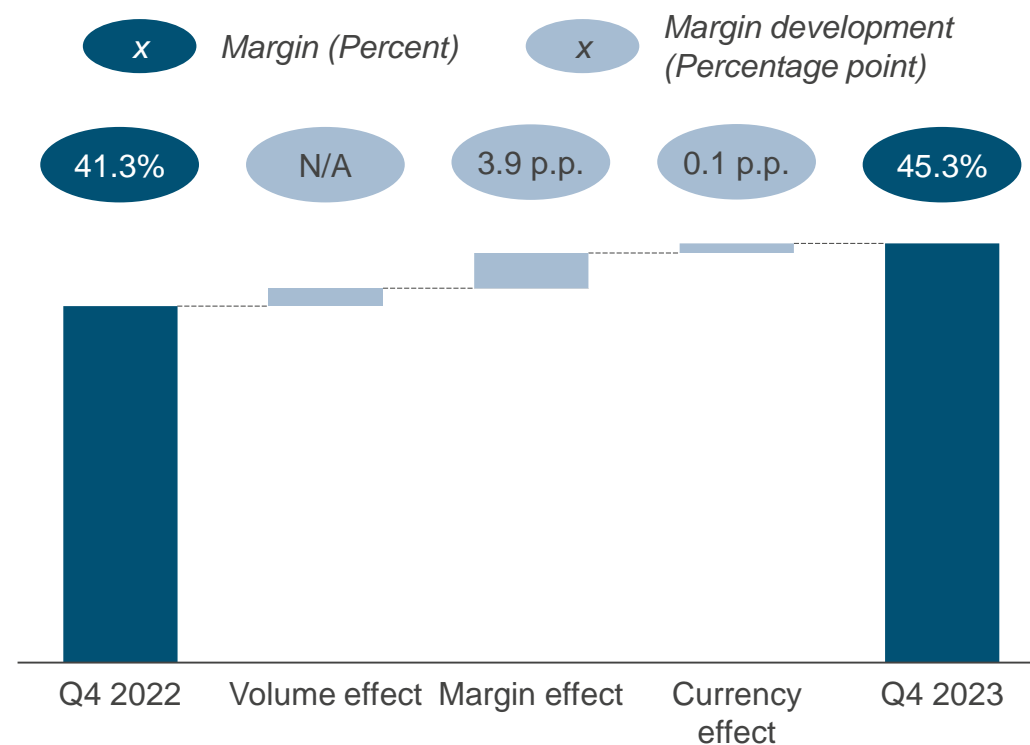 x Margin (Percent)
x Margin development
(Percentage point)
41.3%
N/A
3.9 p.p.
0.1 p.p.
45.3%
Q4 2022
Volume effect
Margin effect
Currency
effect
Q4 2023